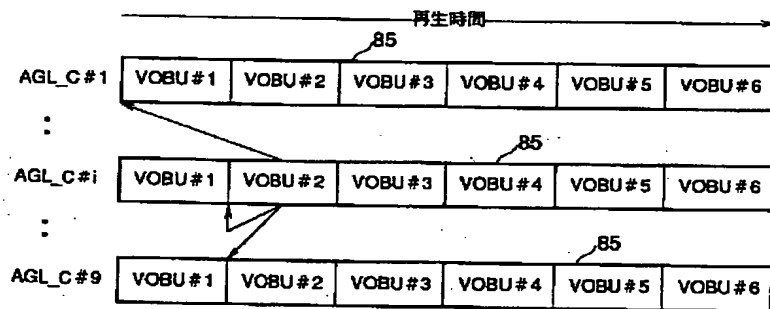 再生時間
85
AGL_C#1 VOBU#1 VOBU#2 VOBU#3 VOBU#4 VOBU#5 VOBU#6
85
AGL_C#i VOBU#1 VOBU#2 VOBU#3 VOBU#4 VOBU#5 VOBU#6
85
AGL_C#9 VOBU#1 VOBU#2 VOBU#3 VOBU#4 VOBU#5 VOBU#6